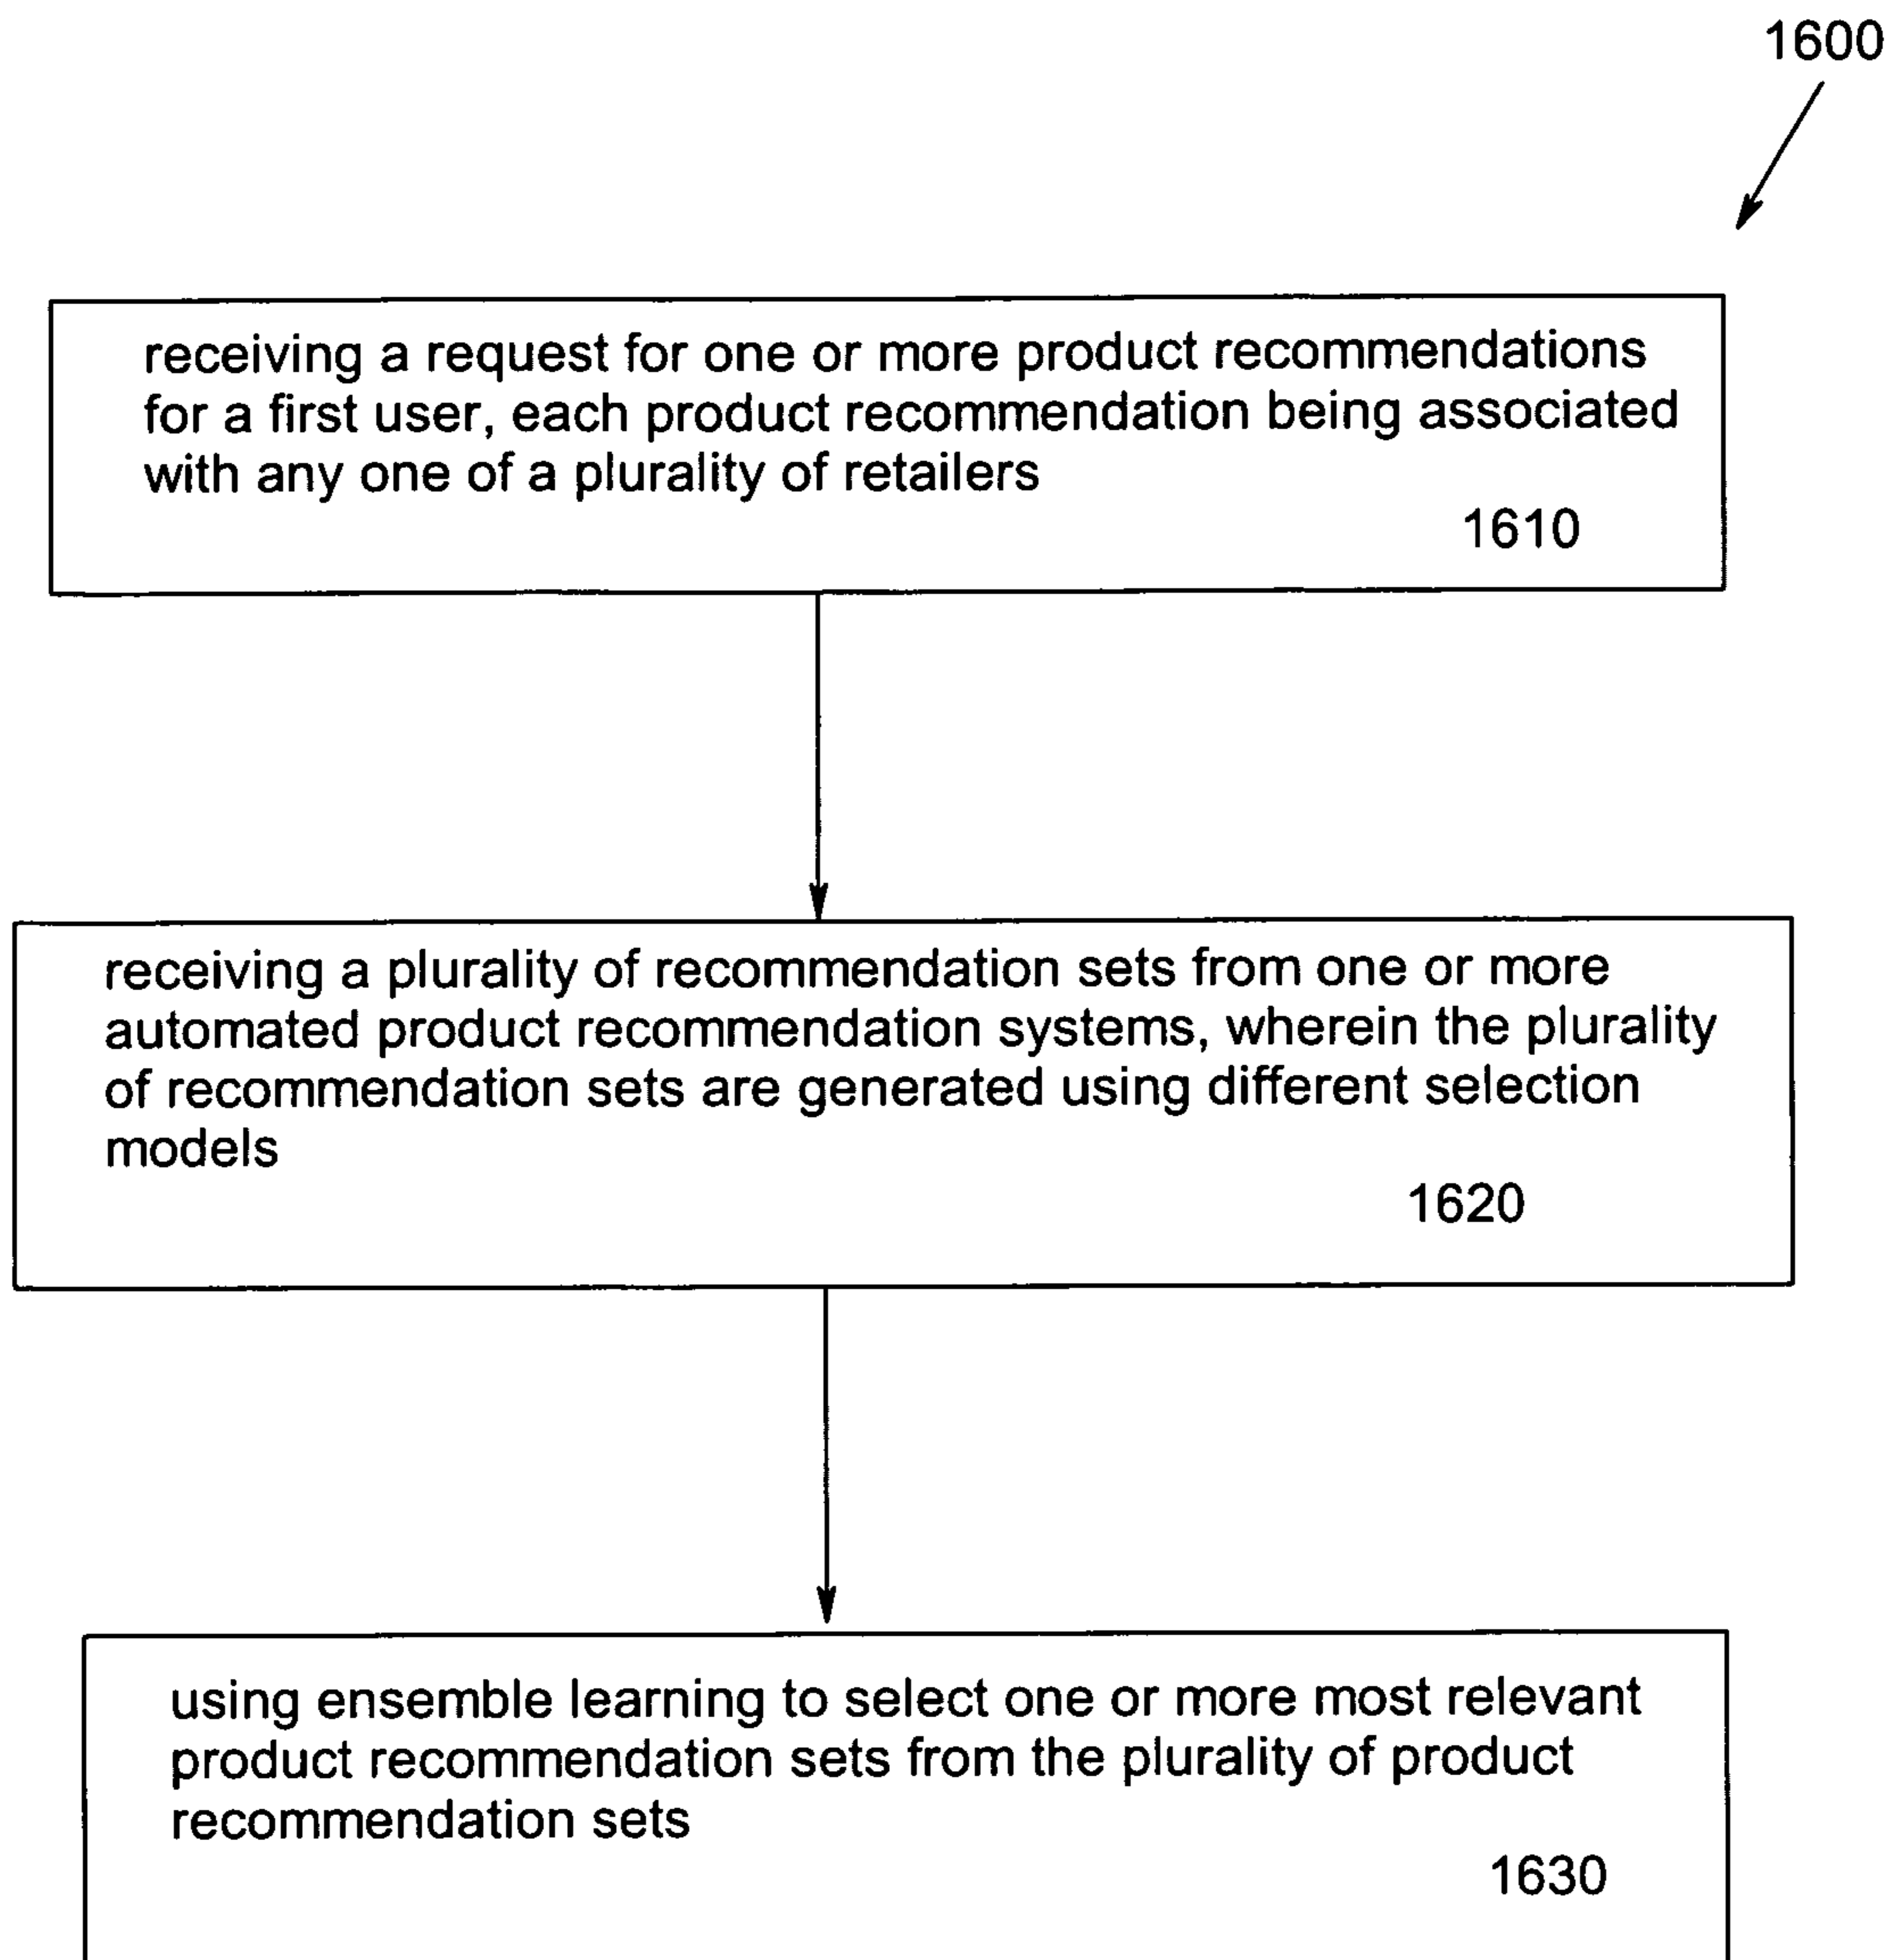 1600
receiving a request for one or more product recommendations
for a first user, each product recommendation being associated
with any one of a plurality of retailers
1610
receiving a plurality of recommendation sets from one or more
automated product recommendation systems, wherein the plurality
of recommendation sets are generated using different selection
models
1620
using ensemble learning to select one or more most relevant
product recommendation sets from the plurality of product
recommendation sets
1630